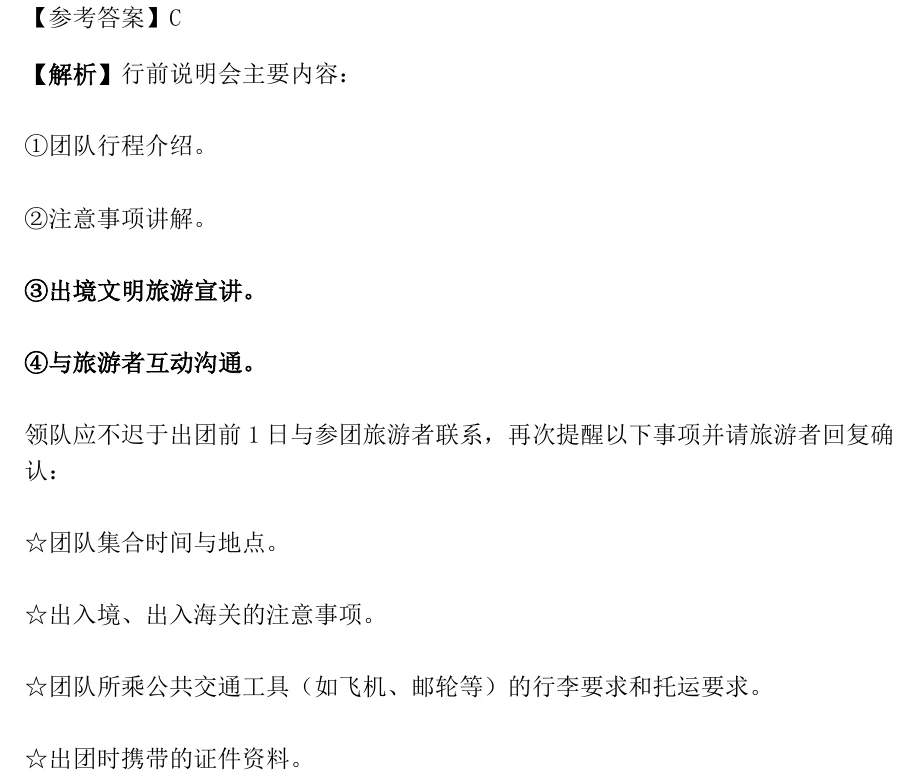 【参考答案】C
【解析】行前说明会主要内容：
①团队行程介绍。
②注意事项讲解。
③出境文明旅游宣讲。
④与旅游者互动沟通。
领队应不迟于出团前 1 日与参团旅游者联系，再次提醒以下事项并请旅游者回复确
认：
☆团队集合时间与地点。
☆出入境、出入海关的注意事项。
☆团队所乘公共交通工具（如飞机、邮轮等）的行李要求和托运要求。
☆出团时携带的证件资料。